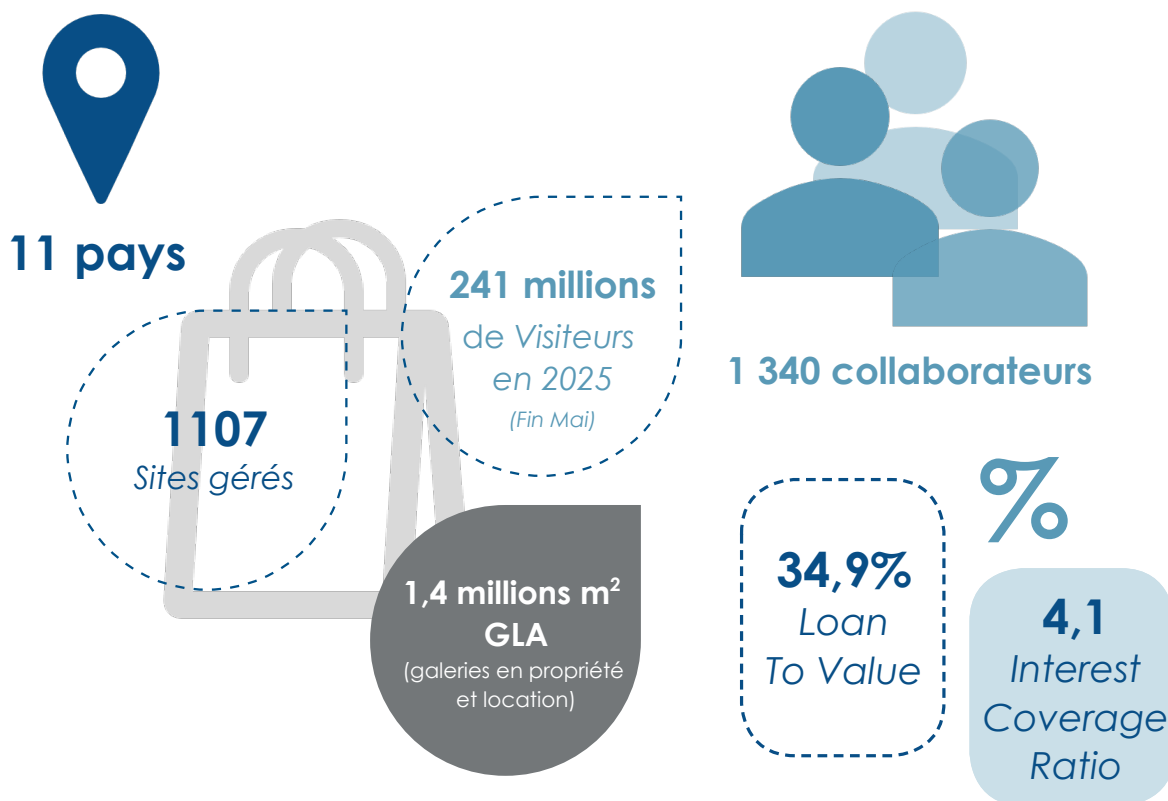 11 pays
241 millions
de Visiteurs
en 2025
(Fin Mai)
1107
Sites gérés
1,4 millions m²
GLA
(galeries en propriété
et location)
1 340 collaborateurs
%
34,9%
Loan
To Value
4,1
Interest
Coverage
Ratio